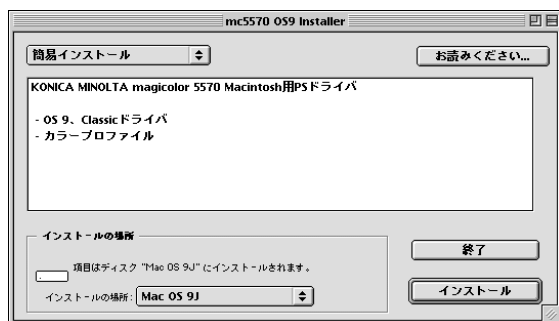 mc5570 OS9 Installer
簡易インストール
お読みください...
KONICA MINOLTA magicolor 5570 Macintosh用PSドライバ
- OS 9、Classicドライバ
- カラープロファイル
インストールの場所
項目はディスク "Mac OS 9J" にインストールされます。
インストールの場所: Mac OS 9J
終了
インストール